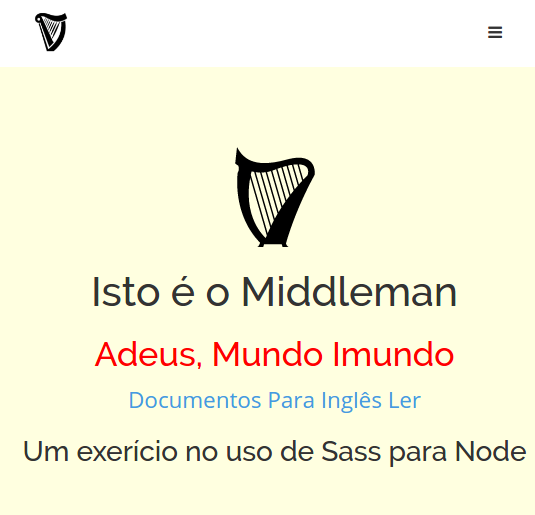 Isto é o Middleman
Adeus, Mundo Imundo
Documentos Para Inglês Ler
Um exerício no uso de Sass para Node